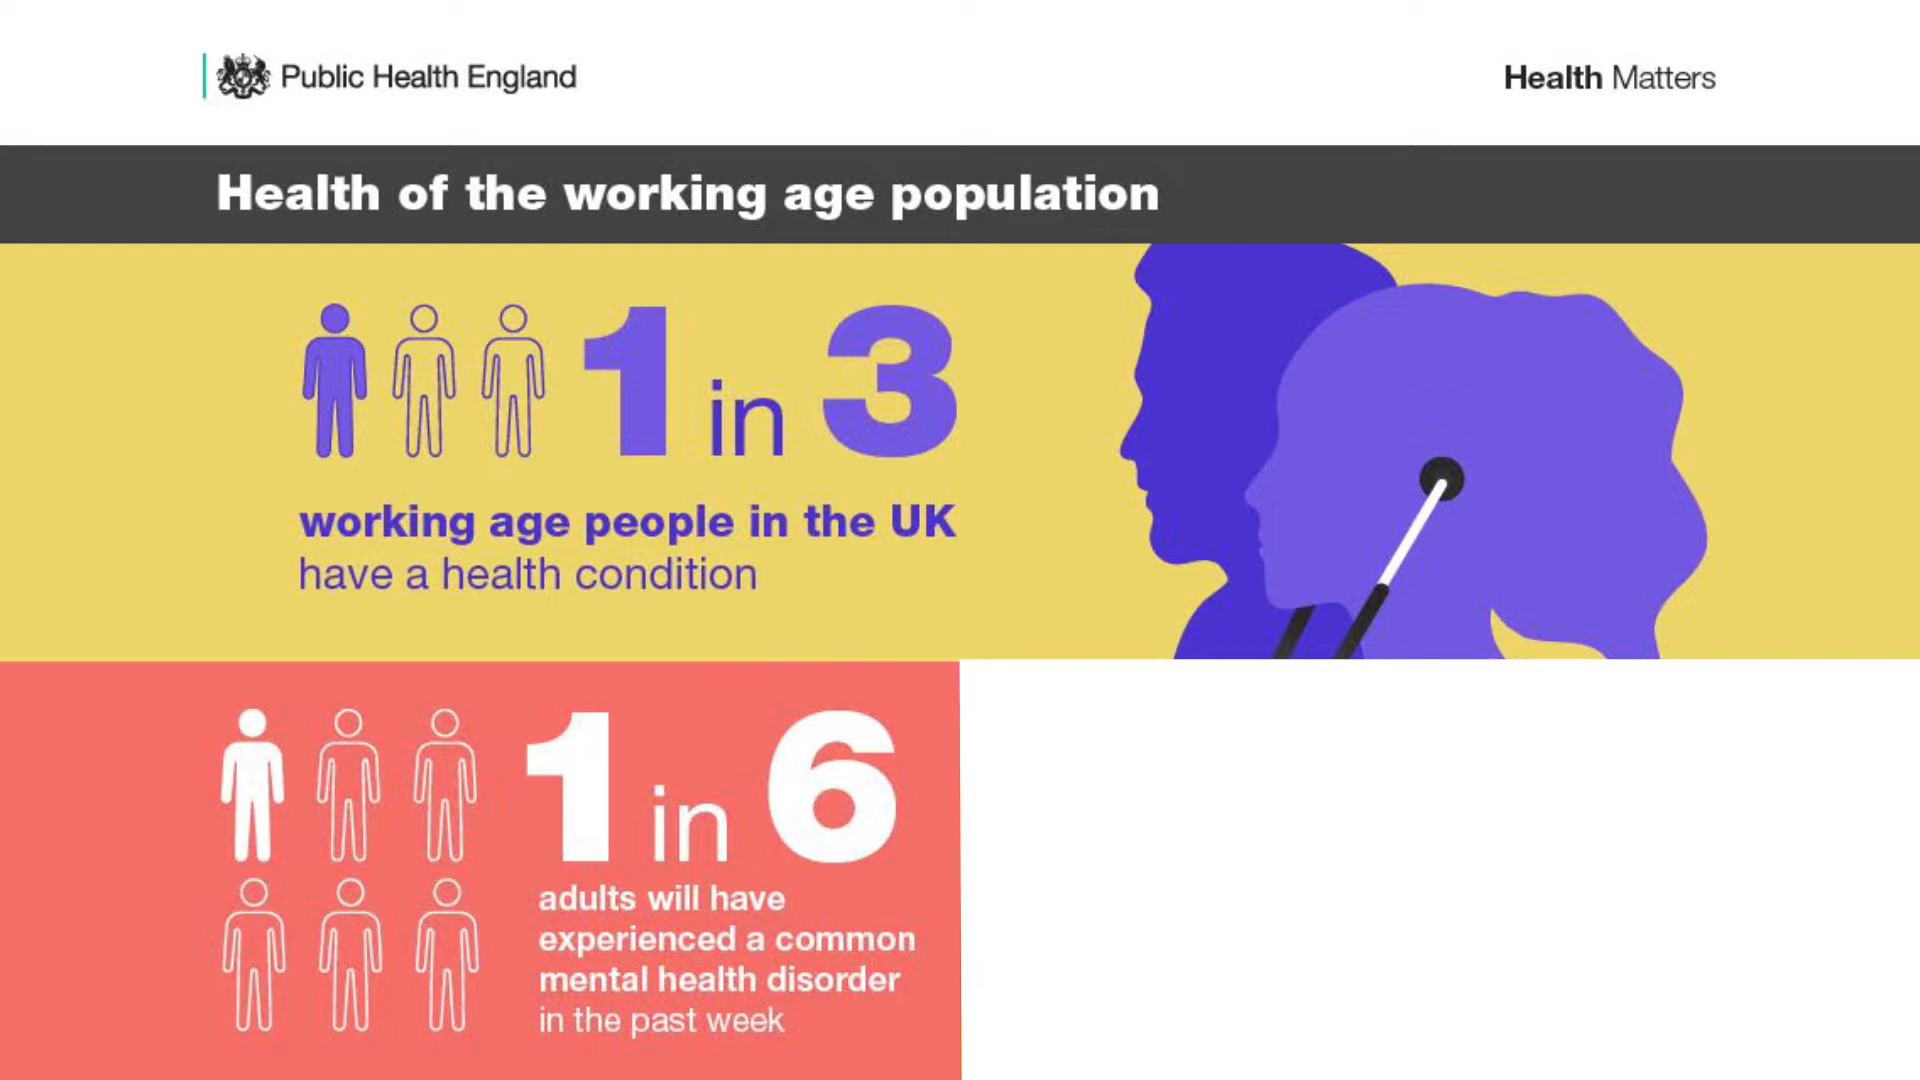 Public Health England
Health Matters
Health of the working age population
1 in 3
working age people in the UK
have a health condition
1 in 6
adults will have
experienced a common
mental health disorder
in the past week